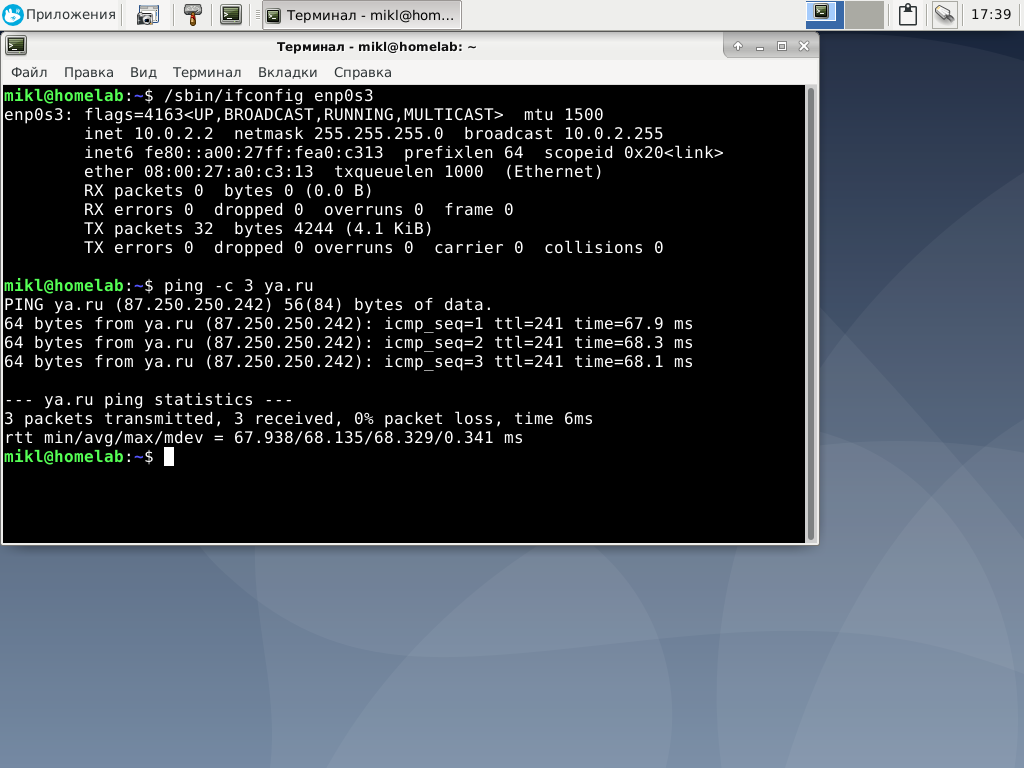 Приложения
Терминал - mikl@hom...
17:39
Терминал - mikl@homelab: ~
Файл Правка Вид Терминал Вкладки Справка
mikl@homelab:~$ /sbin/ifconfig enp0s3
enp0s3: flags=4163<UP,BROADCAST,RUNNING,MULTICAST>  mtu 1500
        inet 10.0.2.2  netmask 255.255.255.0  broadcast 10.0.2.255
        inet6 fe80::a00:27ff:fea0:c313  prefixlen 64  scopeid 0x20<link>
        ether 08:00:27:a0:c3:13  txqueuelen 1000  (Ethernet)
        RX packets 0  bytes 0 (0.0 B)
        RX errors 0  dropped 0  overruns 0  frame 0
        TX packets 32  bytes 4244 (4.1 KiB)
        TX errors 0  dropped 0 overruns 0  carrier 0  collisions 0
mikl@homelab:~$ ping -c 3 ya.ru
PING ya.ru (87.250.250.242) 56(84) bytes of data.
64 bytes from ya.ru (87.250.250.242): icmp_seq=1 ttl=241 time=67.9 ms
64 bytes from ya.ru (87.250.250.242): icmp_seq=2 ttl=241 time=68.3 ms
64 bytes from ya.ru (87.250.250.242): icmp_seq=3 ttl=241 time=68.1 ms
--- ya.ru ping statistics ---
3 packets transmitted, 3 received, 0% packet loss, time 6ms
rtt min/avg/max/mdev = 67.938/68.135/68.329/0.341 ms
mikl@homelab:~$